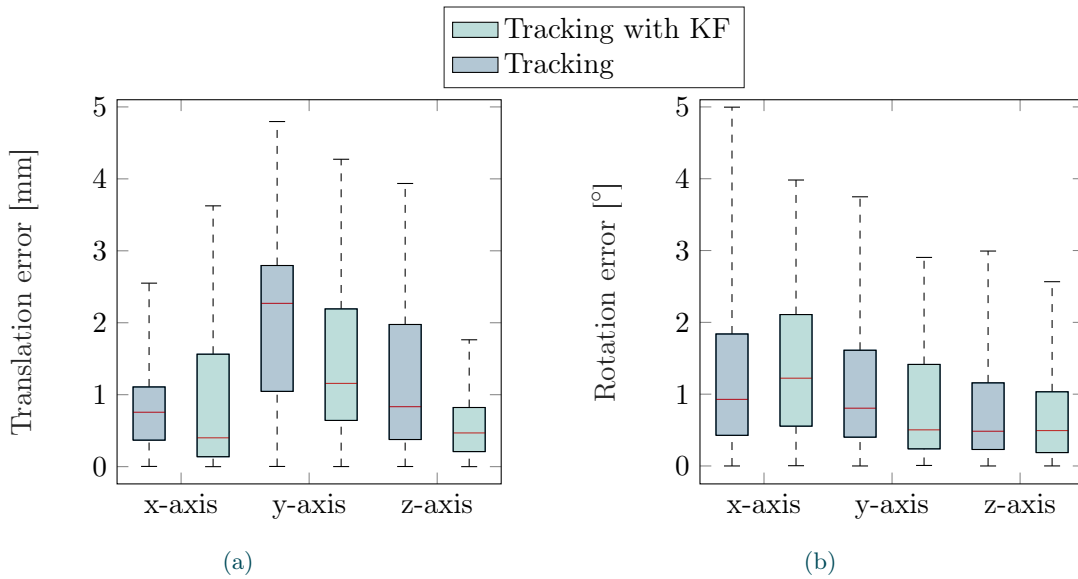 Tracking with KF
Tracking
Translation error [mm]
5
4
3
2
1
0
x-axis y-axis z-axis
(a)
Rotation error [°]
5
4
3
2
1
0
x-axis y-axis z-axis
(b)